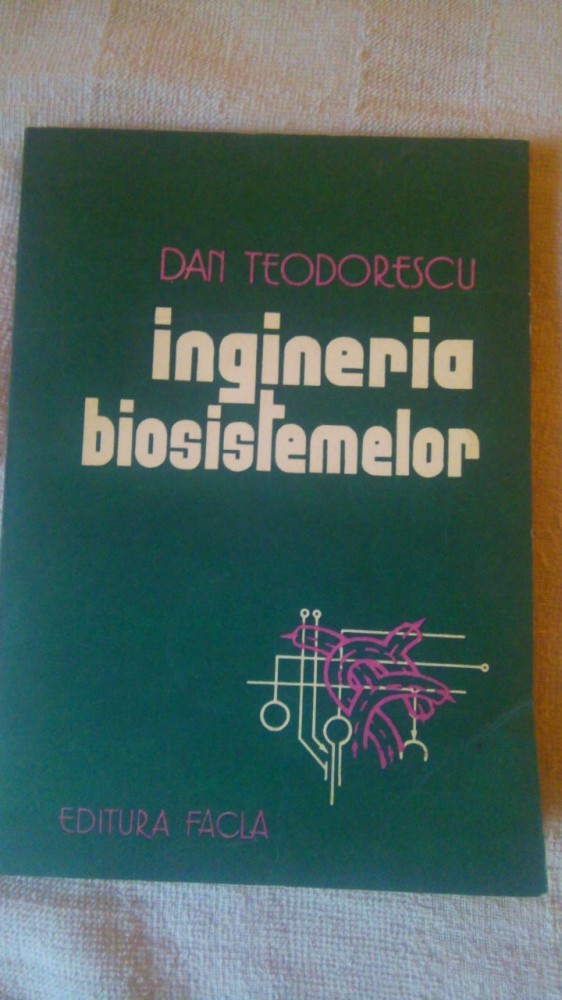 DAN TEODORESCU
ingineria
biosistemelor
EDITURA FACLA